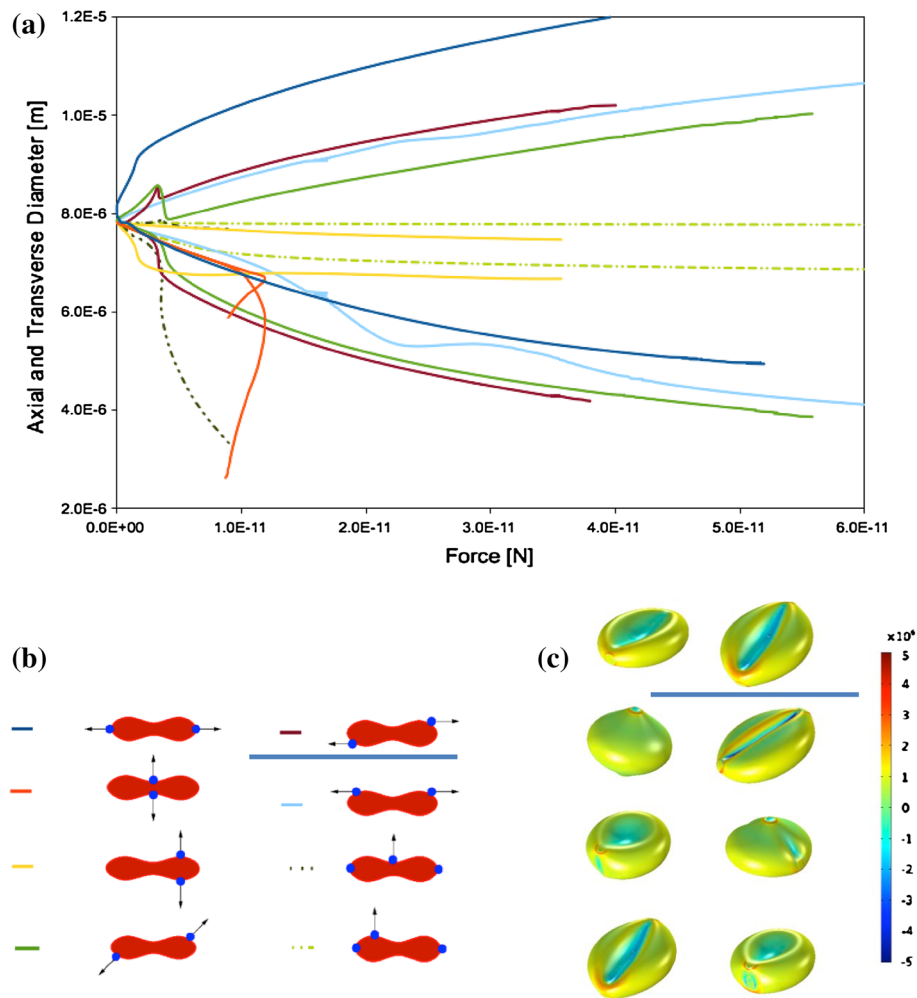 (a)
Axial and Transverse Diameter [m]
1.2E-5
1.0E-5
8.0E-6
6.0E-6
4.0E-6
2.0E-6
0.0E+00
1.0E-11
2.0E-11
3.0E-11
4.0E-11
5.0E-11
6.0E-11
Force [N]
(b)
(c)
x10⁶
5
4
3
2
1
0
-1
-2
-3
-4
-5